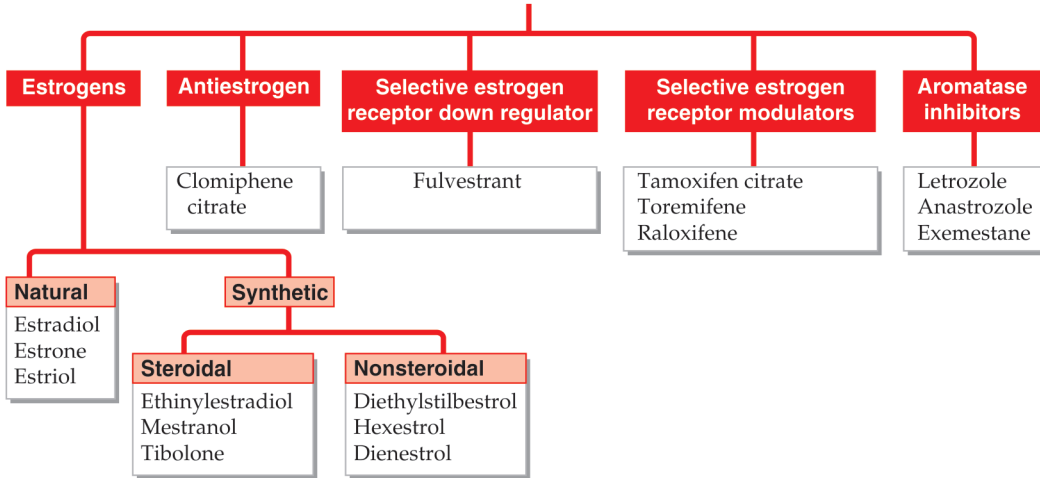 Estrogens
Antiestrogen
Selective estrogen
receptor down regulator
Selective estrogen
receptor modulators
Aromatase
inhibitors
Clomiphene
citrate
Fulvestrant
Tamoxifen citrate
Toremifene
Raloxifene
Letrozole
Anastrozole
Exemestane
Natural
Estradiol
Estrone
Estriol
Synthetic
Steroidal
Ethinylestradiol
Mestranol
Tibolone
Nonsteroidal
Diethylstilbestrol
Hexestrol
Dienestrol